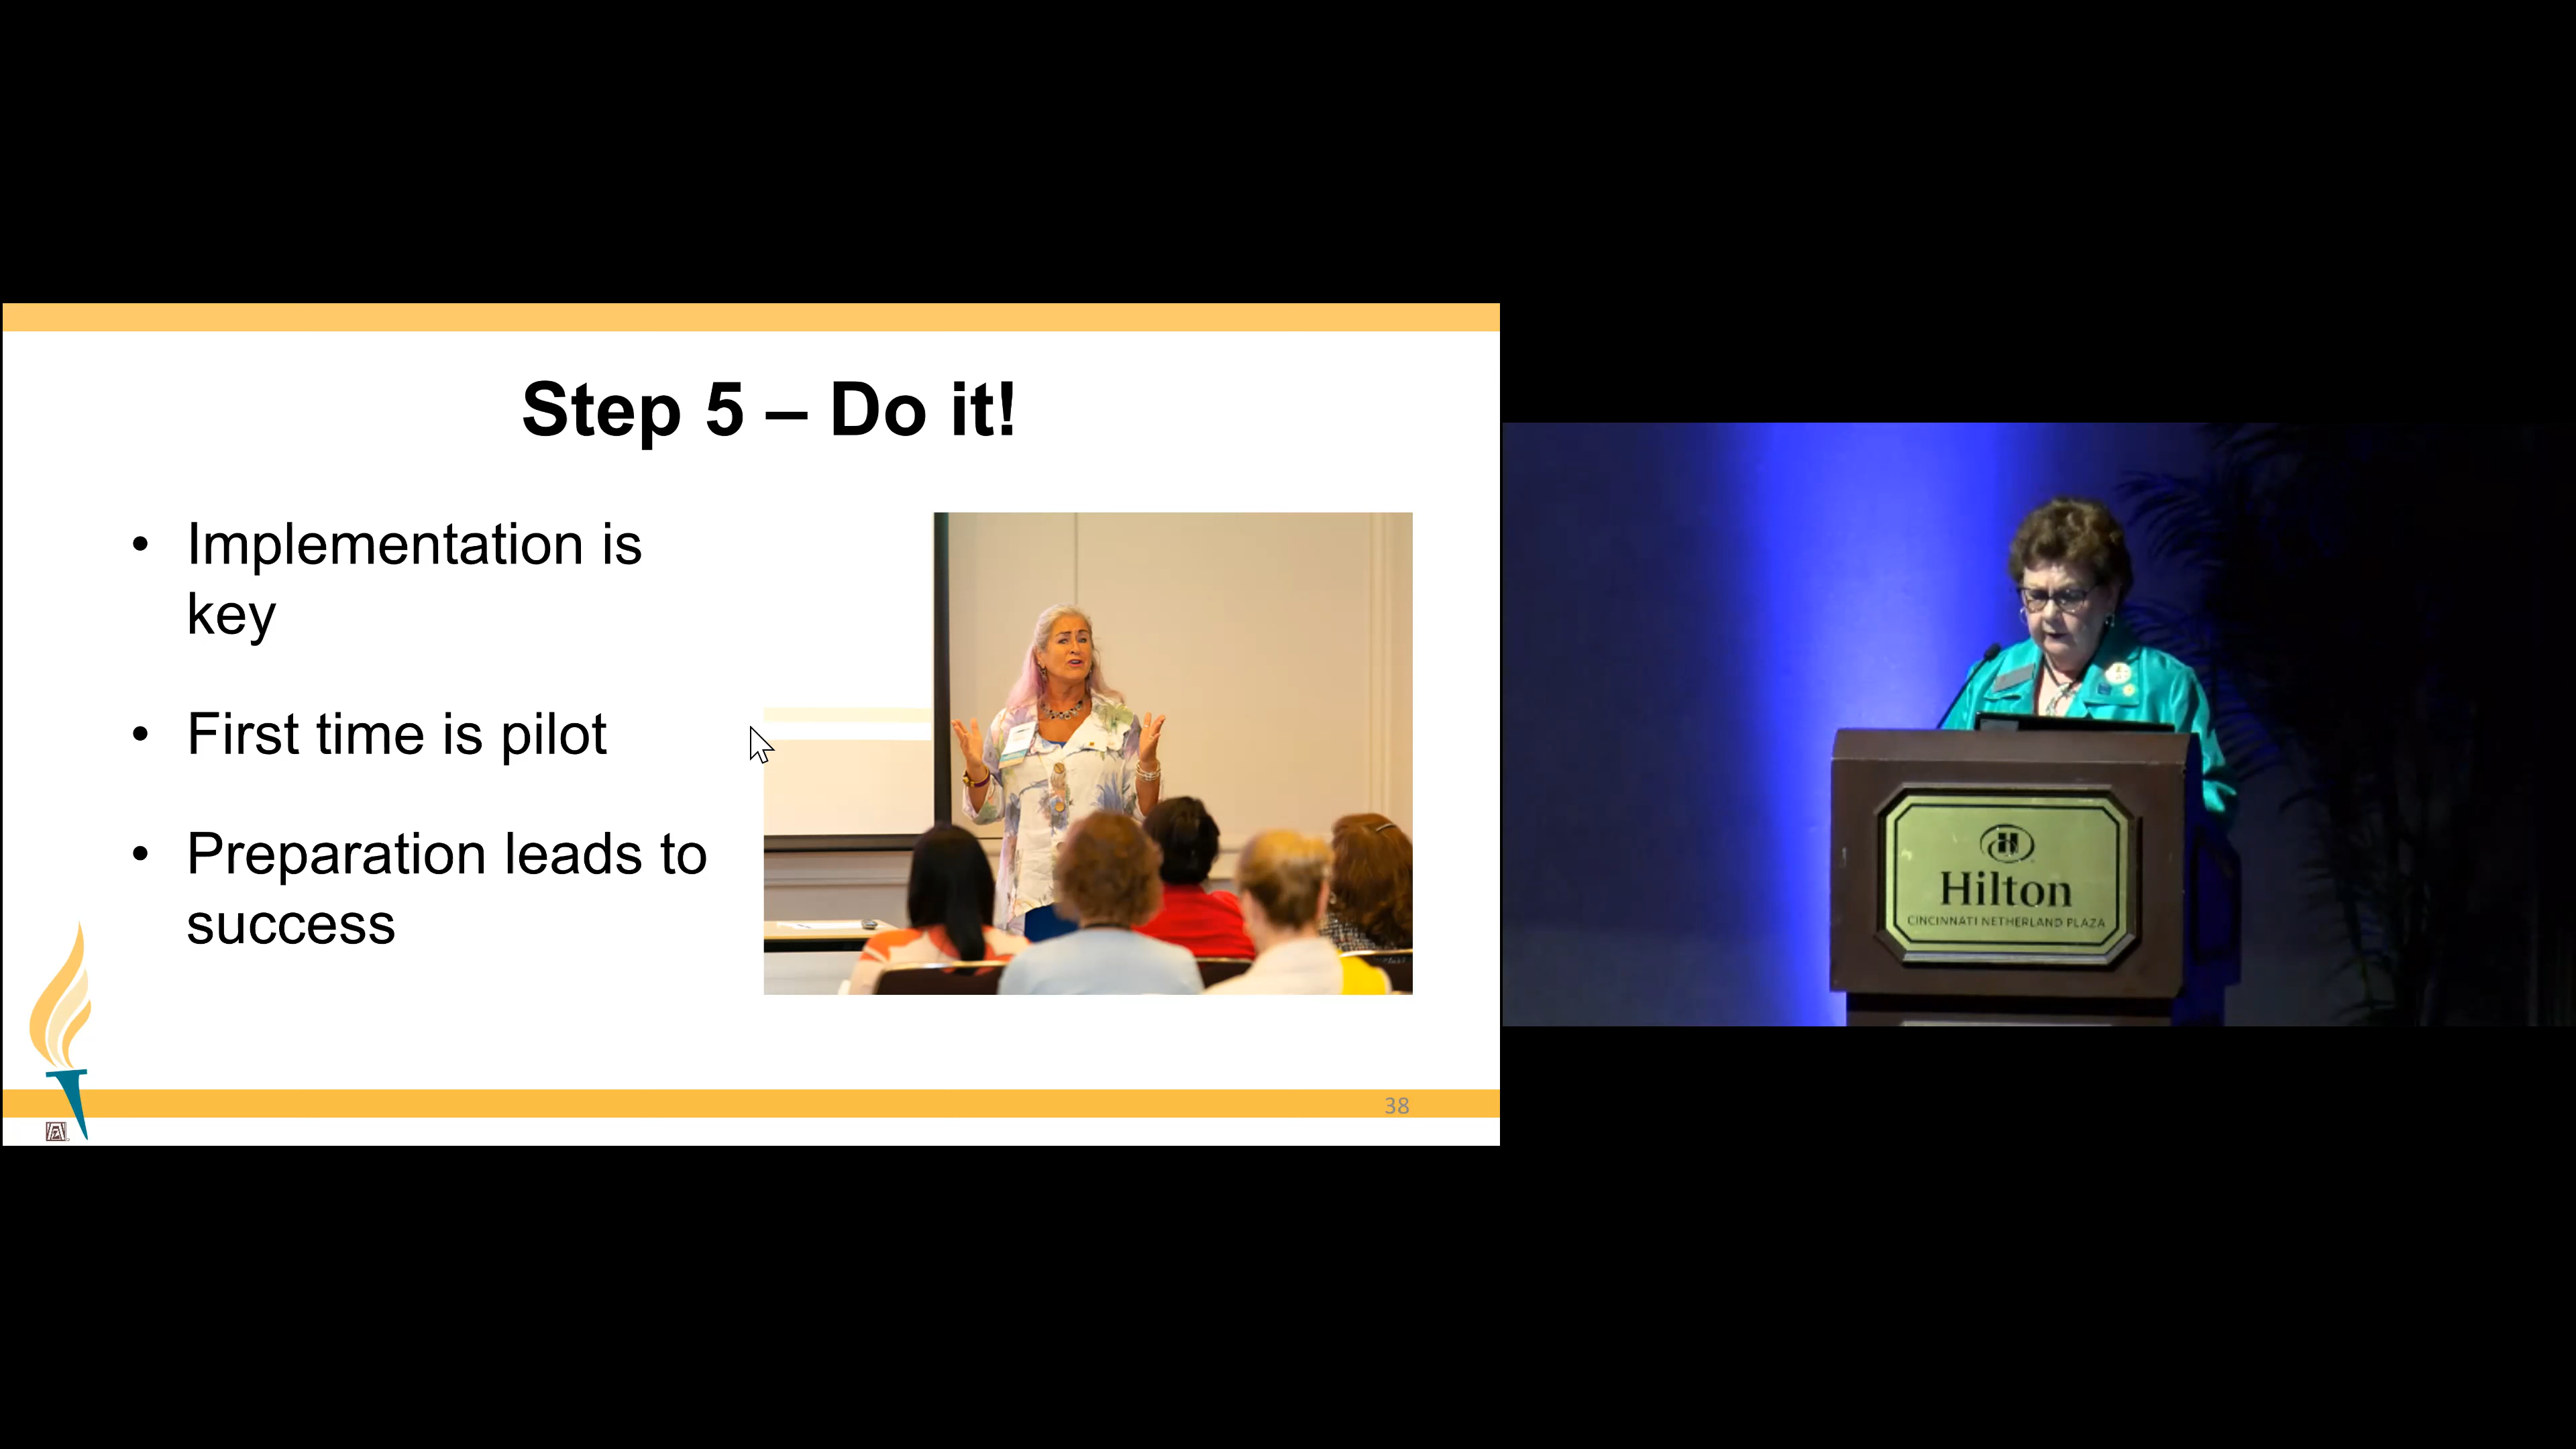 Step 5 – Do it!
• Implementation is
key
• First time is pilot
• Preparation leads to
success
38
Hilton
CINCINNATI NETHERLAND PLAZA